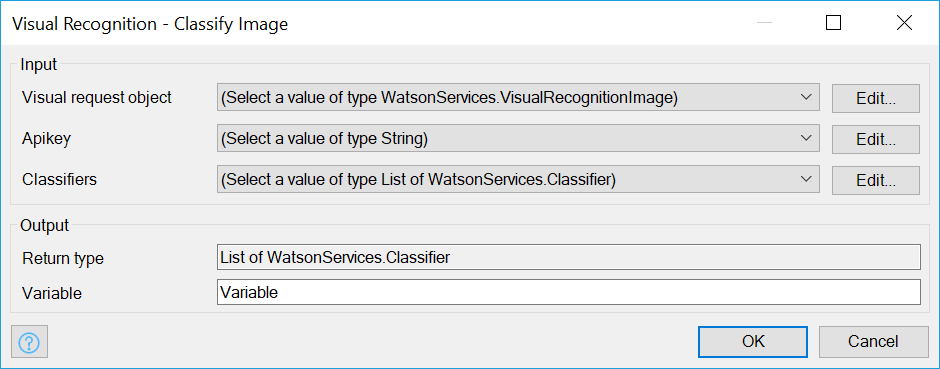 Visual Recognition - Classify Image
Input
Visual request object (Select a value of type WatsonServices.VisualRecognitionImage) Edit...
Apikey (Select a value of type String) Edit...
Classifiers (Select a value of type List of WatsonServices.Classifier) Edit...
Output
Return type List of WatsonServices.Classifier
Variable Variable
? OK Cancel